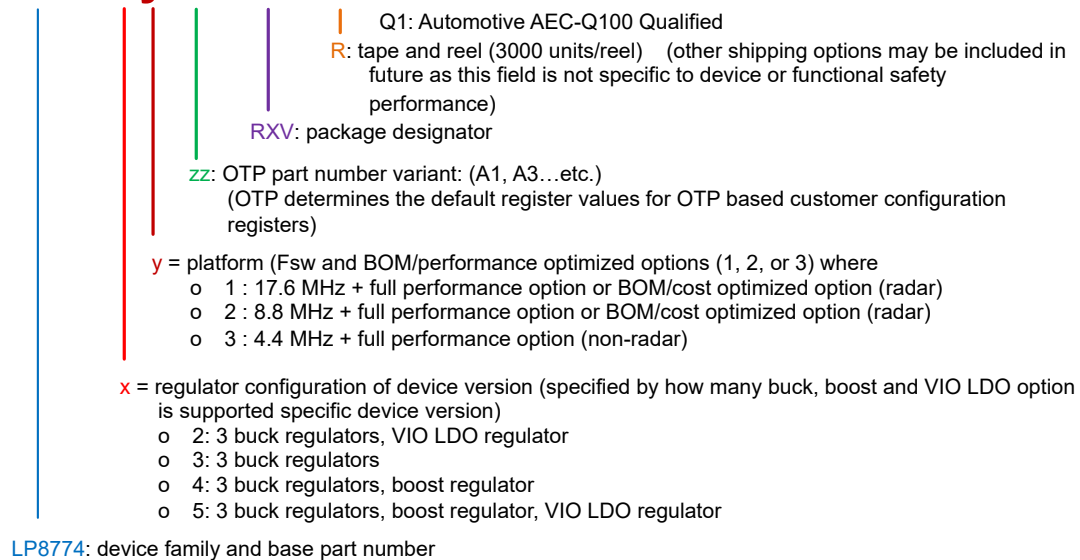 Q1: Automotive AEC-Q100 Qualified
R: tape and reel (3000 units/reel) (other shipping options may be included in
future as this field is not specific to device or functional safety
performance)
RXV: package designator
zz: OTP part number variant: (A1, A3…etc.)
(OTP determines the default register values for OTP based customer configuration
registers)
y = platform (Fsw and BOM/performance optimized options (1, 2, or 3) where
o 1 : 17.6 MHz + full performance option or BOM/cost optimized option (radar)
o 2 : 8.8 MHz + full performance option or BOM/cost optimized option (radar)
o 3 : 4.4 MHz + full performance option (non-radar)
x = regulator configuration of device version (specified by how many buck, boost and VIO LDO option
is supported specific device version)
o 2: 3 buck regulators, VIO LDO regulator
o 3: 3 buck regulators
o 4: 3 buck regulators, boost regulator
o 5: 3 buck regulators, boost regulator, VIO LDO regulator
LP8774: device family and base part number